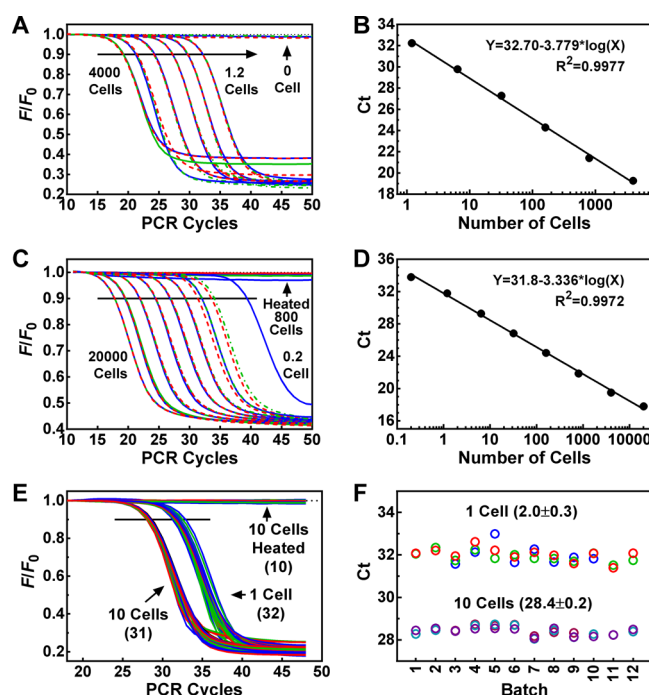 A
1.0
0.9
0.8
0.7
0.6
0.5
0.4
0.3
0.2
F/F0
4000
Cells
1.2
Cells
0
Cell
10 15 20 25 30 35 40 45 50
PCR Cycles
B
36
32
28
24
20
18
Ct
Y=32.70-3.779*log(X)
R2=0.9977
1 10 100 1000
Number of Cells
C
1.0
0.9
0.8
0.7
0.6
0.5
0.4
F/F0
20000
Cells
Heated
800
Cells
0.2
Cell
10 15 20 25 30 35 40 45 50
PCR Cycles
D
36
32
28
24
20
16
Ct
Y=31.8-3.336*log(X)
R2=0.9972
0.1 1 10 100 1000 10000
Number of Cells
E
1.0
0.8
0.6
0.4
0.2
F/F0
10 Cells
Heated
(10)
10 Cells
(31)
1 Cell
(32)
20 25 30 35 40 45 50
PCR Cycles
F
36
34
32
30
28
Ct
1 Cell (2.0±0.3)
10 Cells (28.4±0.2)
1 2 3 4 5 6 7 8 9 10 11 12
Batch